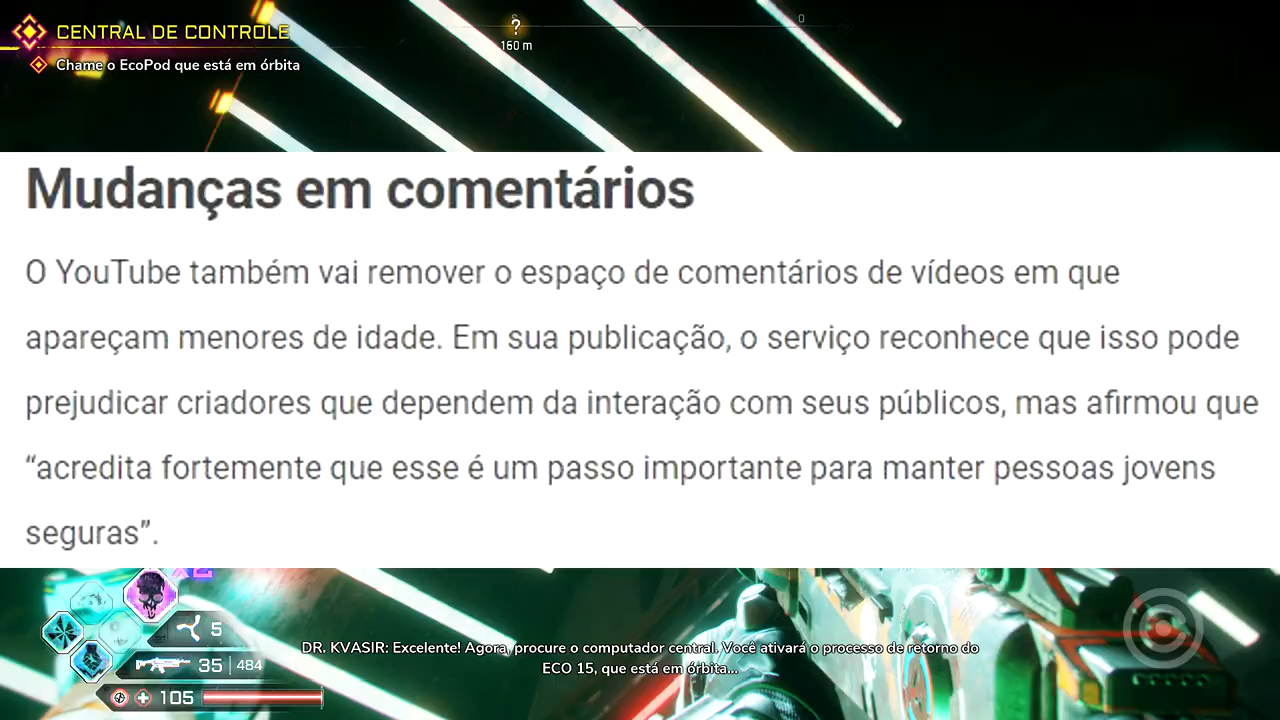 CENTRAL DE CONTROLE
Chame o EcoPod que está em órbita
S
?
160 m
O
Mudanças em comentários
O YouTube também vai remover o espaço de comentários de vídeos em que
apareçam menores de idade. Em sua publicação, o serviço reconhece que isso pode
prejudicar criadores que dependem da interação com seus públicos, mas afirmou que
“acredita fortemente que esse é um passo importante para manter pessoas jovens
seguras”.
x2
5
35 | 484
105
DR. KVASIR: Excelente! Agora, procure o computador central. Você ativará o processo de retorno do
ECO 15, que está em órbita...